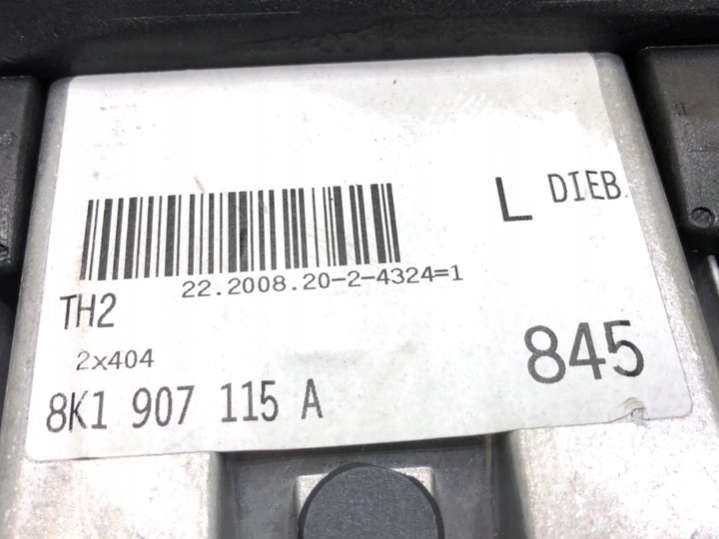 L DIEB.
22.2008.20-2-4324=1
TH2
2x404
845
8K1 907 115 A